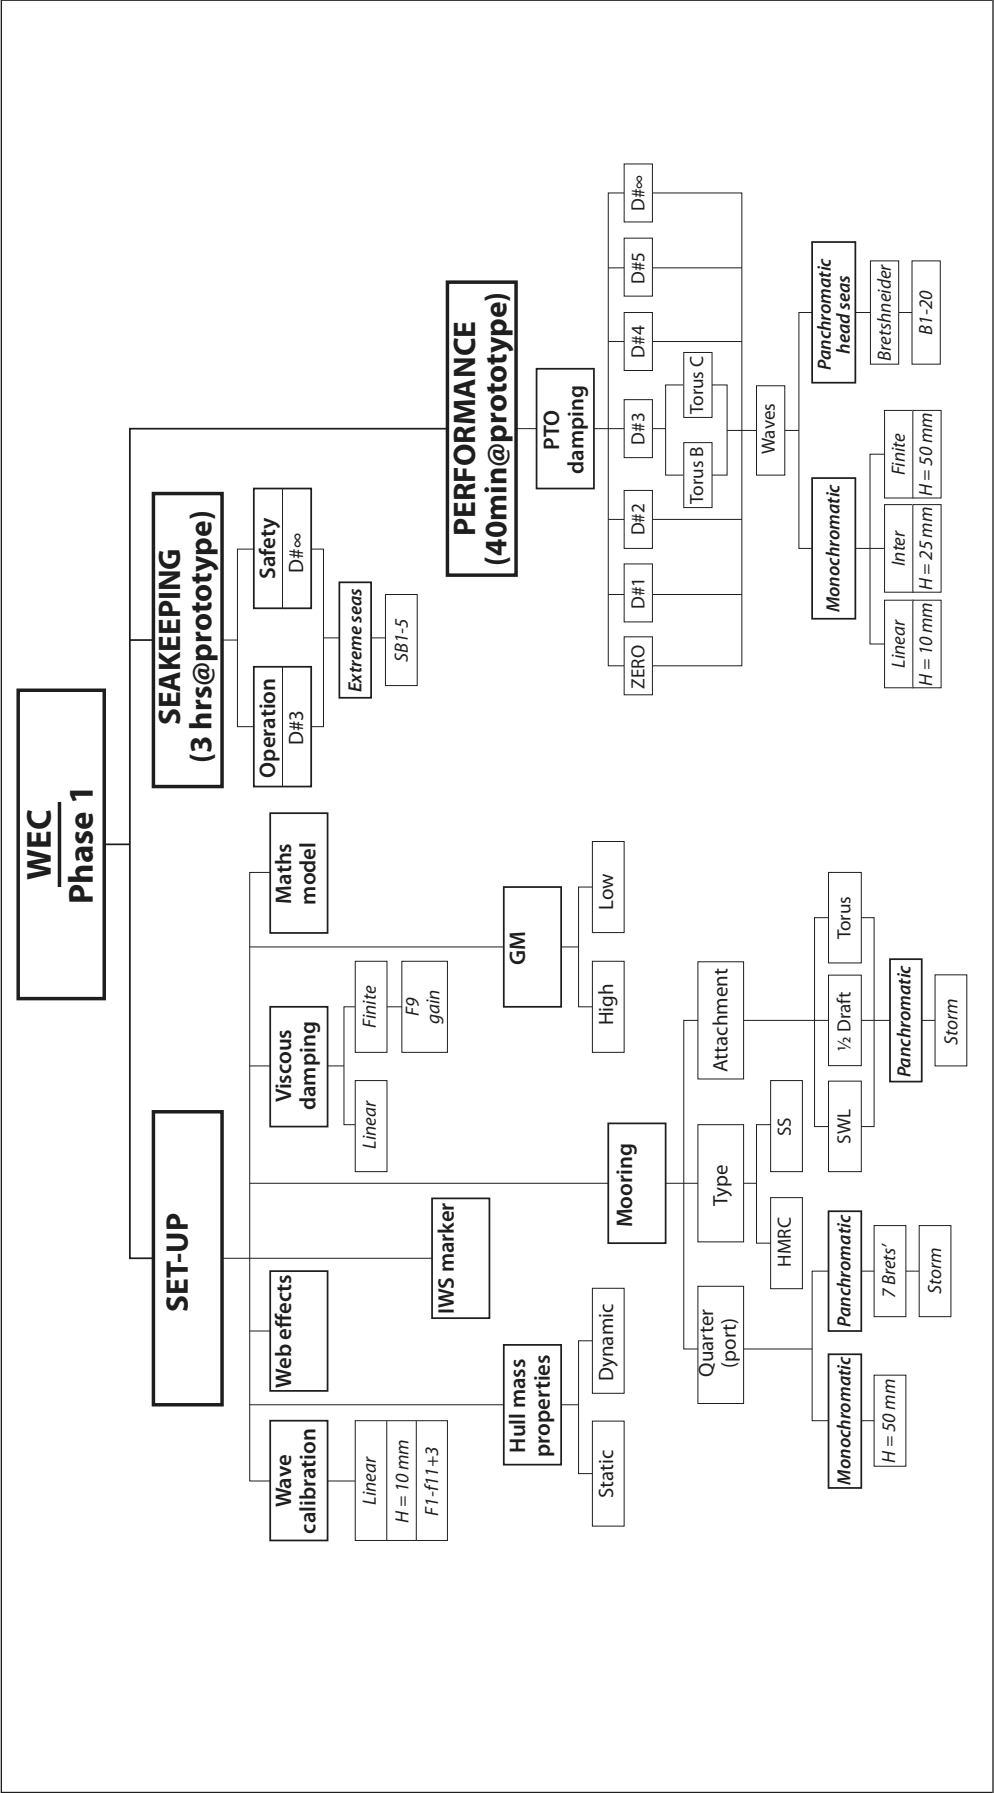 WEC
Phase 1
SET-UP
SEAKEEPING
(3 hrs@prototype)
PERFORMANCE
(40min@prototype)
Wave
calibration
Linear
H = 10 mm
F1-f11+3
Web effects
Viscous
damping
Linear
Finite
F9
gain
Maths
model
IWS marker
Hull mass
properties
Static
Dynamic
GM
High
Low
Mooring
Quarter
(port)
Type
Attachment
HMRC
SS
Monochromatic
H = 50 mm
Panchromatic
7 Brets’
Storm
SWL
½ Draft
Torus
Panchromatic
Storm
Operation
D#3
Safety
D#∞
Extreme seas
SB1-5
PTO
damping
ZERO
D#1
D#2
D#3
D#4
D#5
D#∞
Torus B
Torus C
Waves
Monochromatic
Linear
H = 10 mm
Inter
H = 25 mm
Finite
H = 50 mm
Panchromatic
head seas
Bretshneider
B1-20